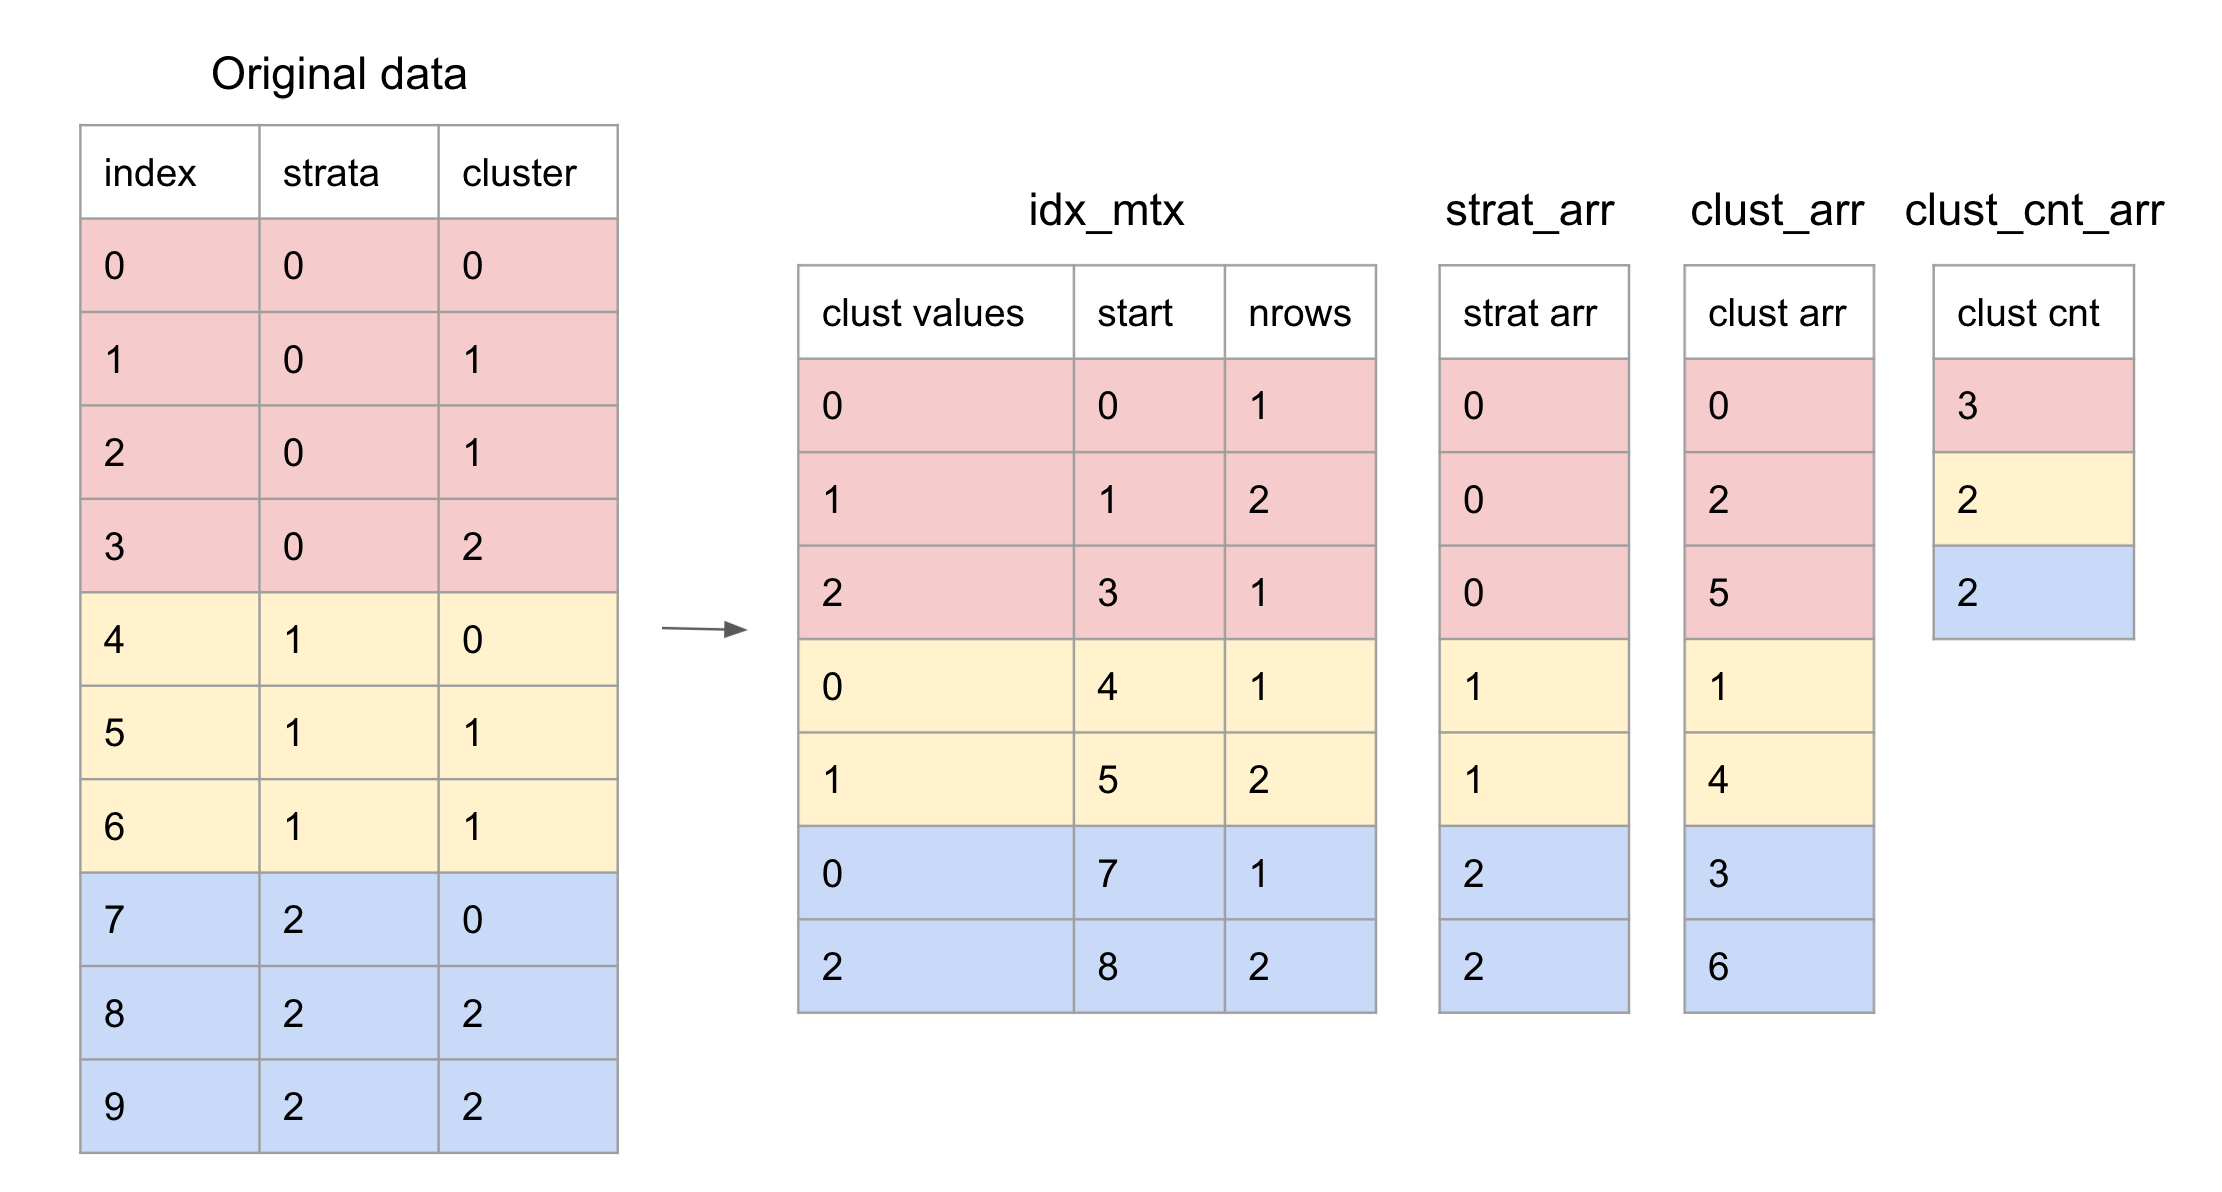 Original data
index strata cluster
0 0 0
1 0 1
2 0 1
3 0 2
4 1 0
5 1 1
6 1 1
7 2 0
8 2 2
9 2 2
idx_mtx
clust values start nrows
0 0 1
1 1 2
2 3 1
0 4 1
1 5 2
0 7 1
2 8 2
strat_arr
strat arr
0
0
0
1
1
2
2
clust_arr
clust arr
0
2
5
1
4
3
6
clust_cnt_arr
clust cnt
3
2
2